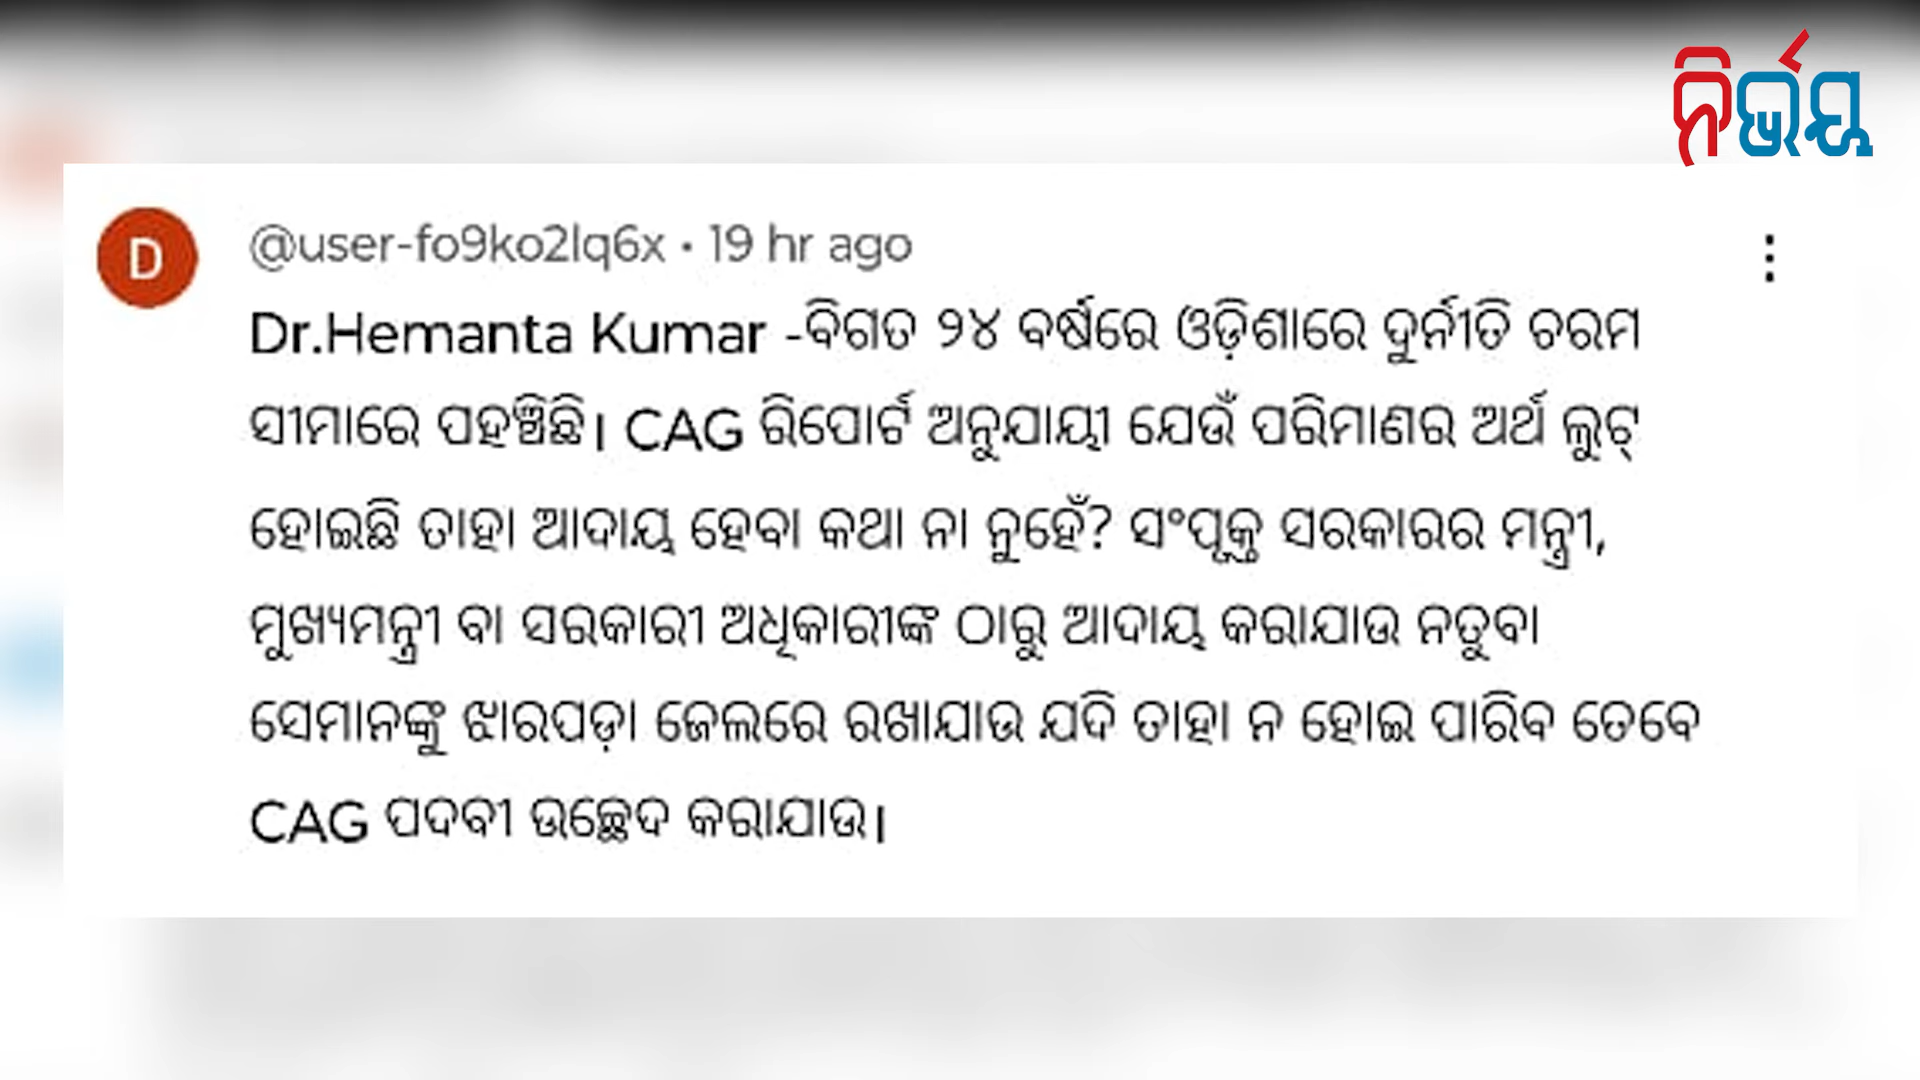 ନିର୍ଭୟ
D
@user-fo9ko2lq6x • 19 hr ago
Dr.Hemanta Kumar -ବିଗତ ୨୪ ବର୍ଷରେ ଓଡ଼ିଶାରେ ଦୁର୍ନୀତି ଚରମ
ସୀମାରେ ପହଞ୍ଚିଛି। CAG ରିପୋର୍ଟ ଅନୁଯାୟୀ ଯେଉଁ ପରିମାଣର ଅର୍ଥ ଲୁଟ୍
ହୋଇଛି ତାହା ଆଦାୟ ହେବା କଥା ନା ନୁହେଁ? ସଂପୃକ୍ତ ସରକାରର ମନ୍ତ୍ରୀ,
ମୁଖ୍ୟମନ୍ତ୍ରୀ ବା ସରକାରୀ ଅଧିକାରୀଙ୍କ ଠାରୁ ଆଦାୟ କରାଯାଉ ନତୁବା
ସେମାନଙ୍କୁ ଝାରପଡ଼ା ଜେଲରେ ରଖାଯାଉ ଯଦି ତାହା ନ ହୋଇ ପାରିବ ତେବେ
CAG ପଦବୀ ଉଚ୍ଛେଦ କରାଯାଉ।